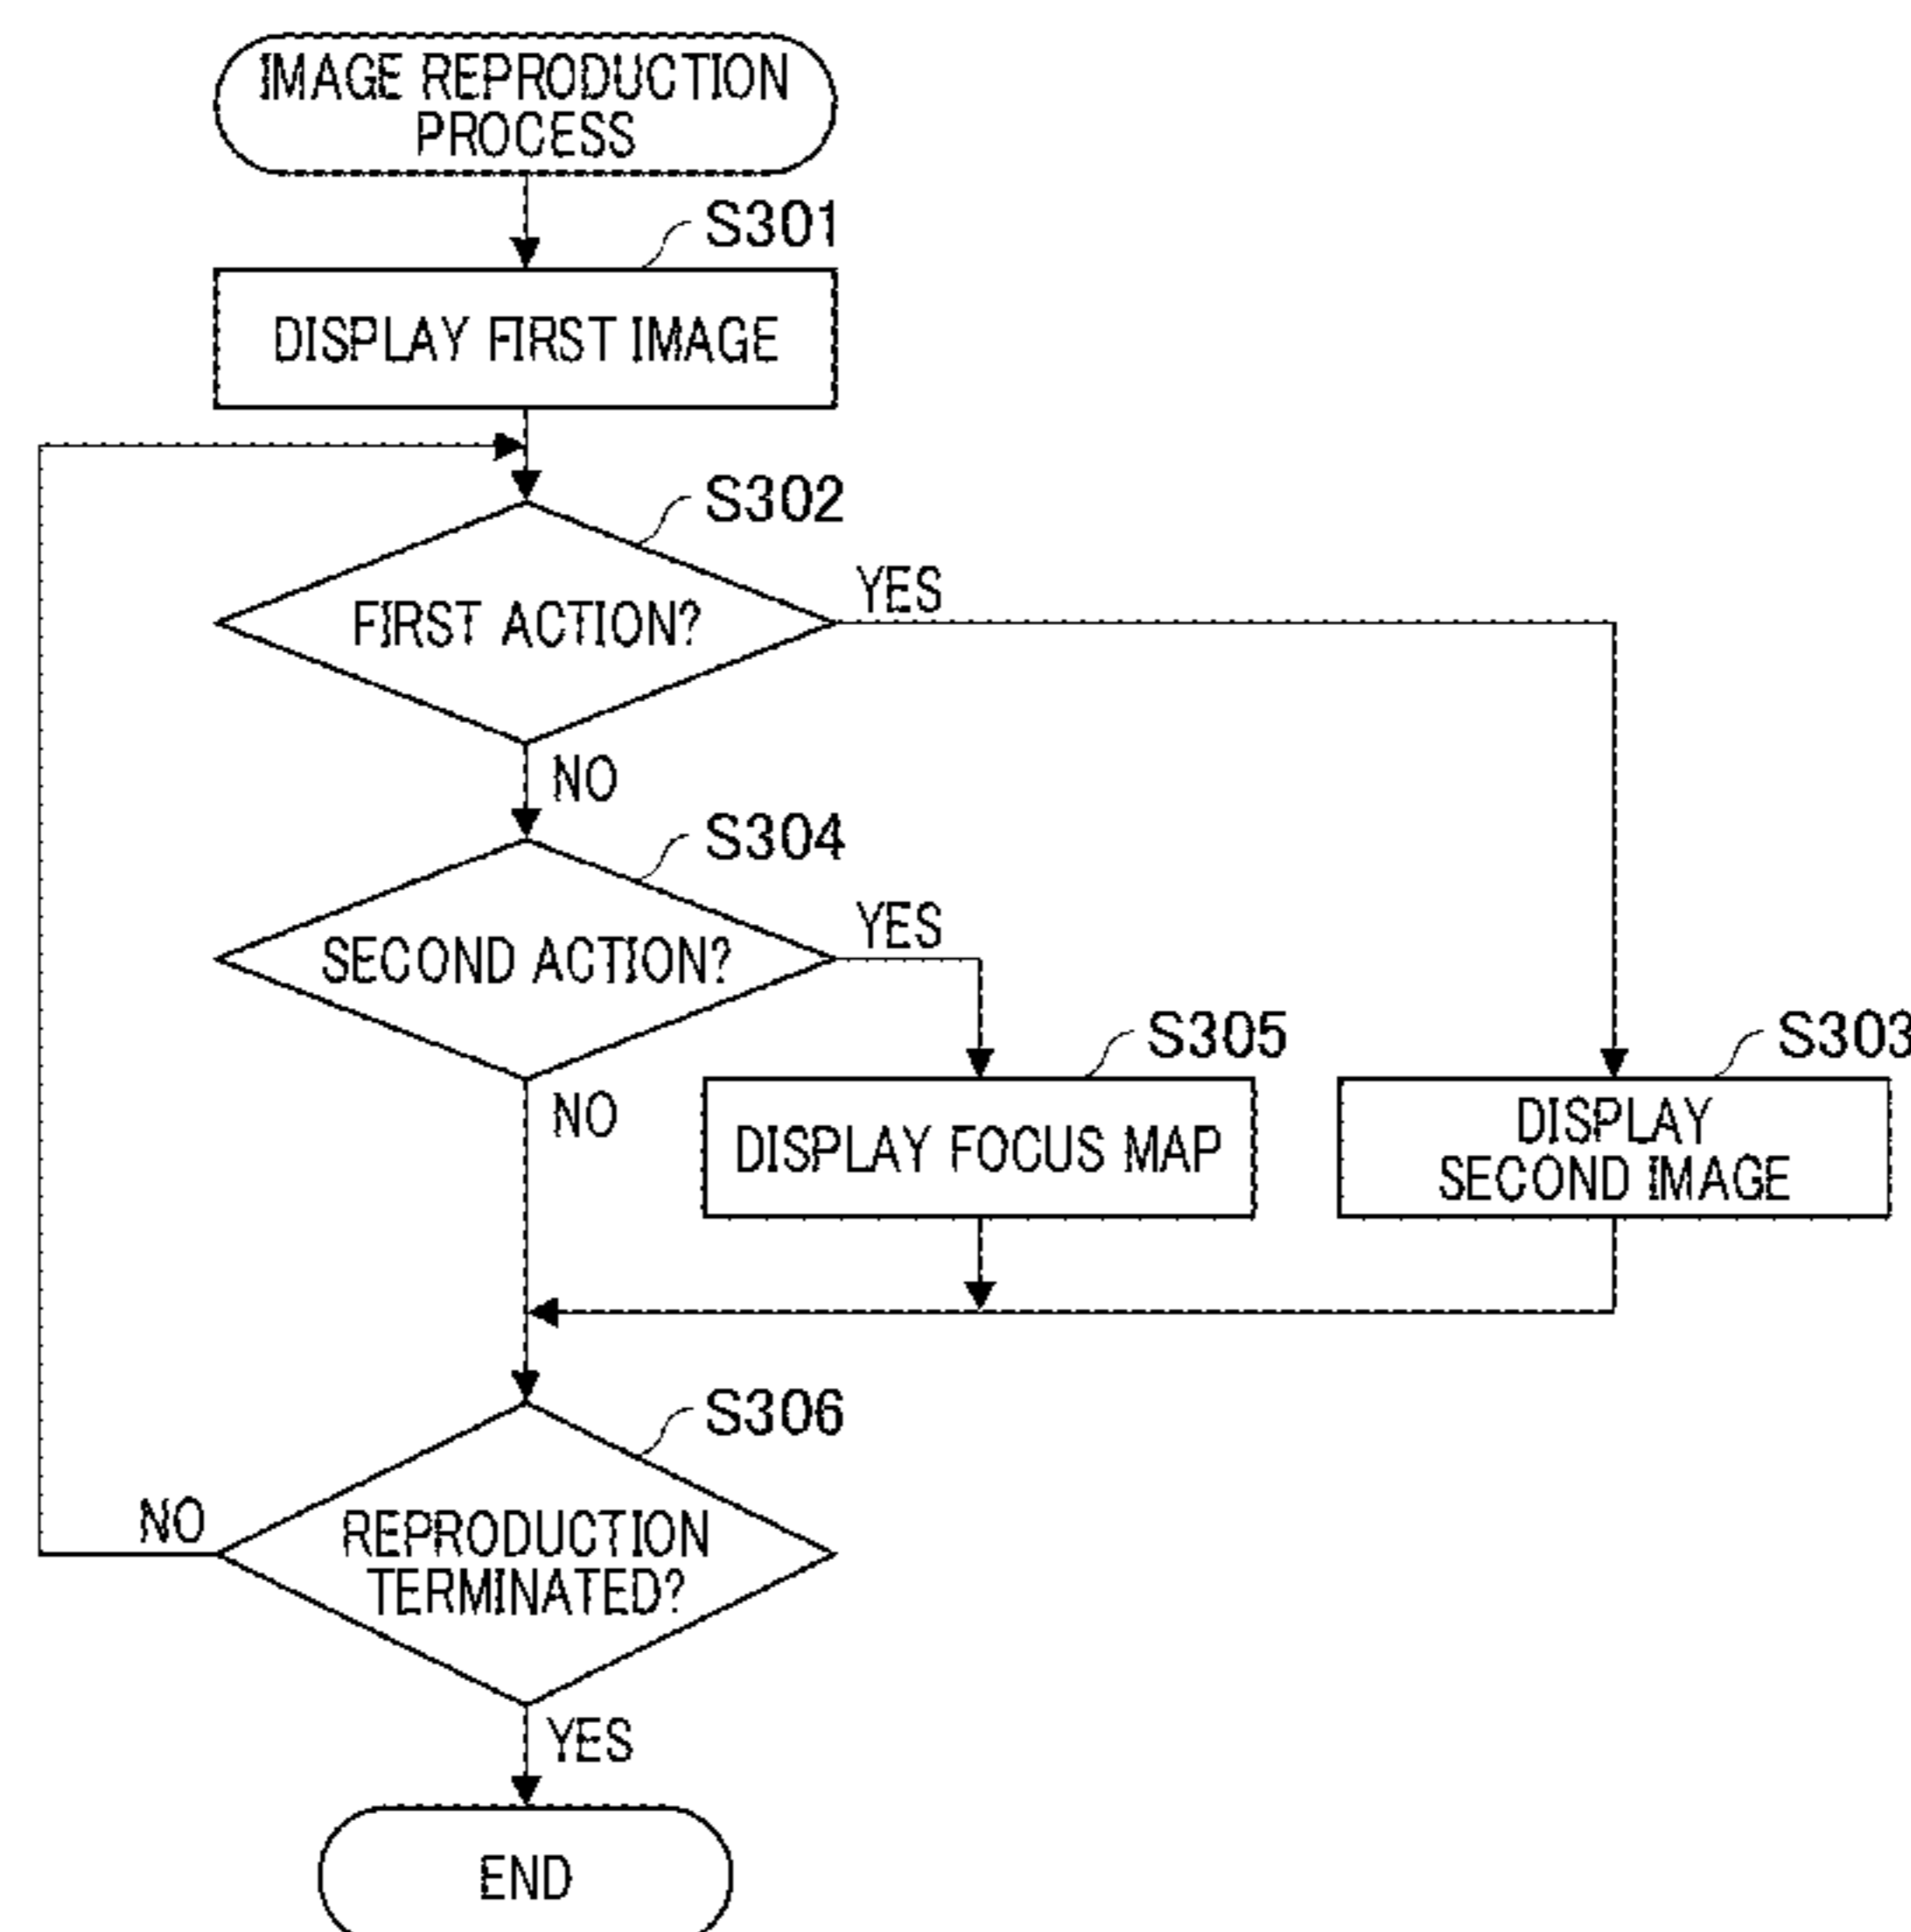 IMAGE REPRODUCTION
PROCESS
S301
DISPLAY FIRST IMAGE
S302
FIRST ACTION?
YES
NO
S304
SECOND ACTION?
YES
NO
S305
DISPLAY FOCUS MAP
S303
DISPLAY
SECOND IMAGE
S306
REPRODUCTION
TERMINATED?
NO
YES
END